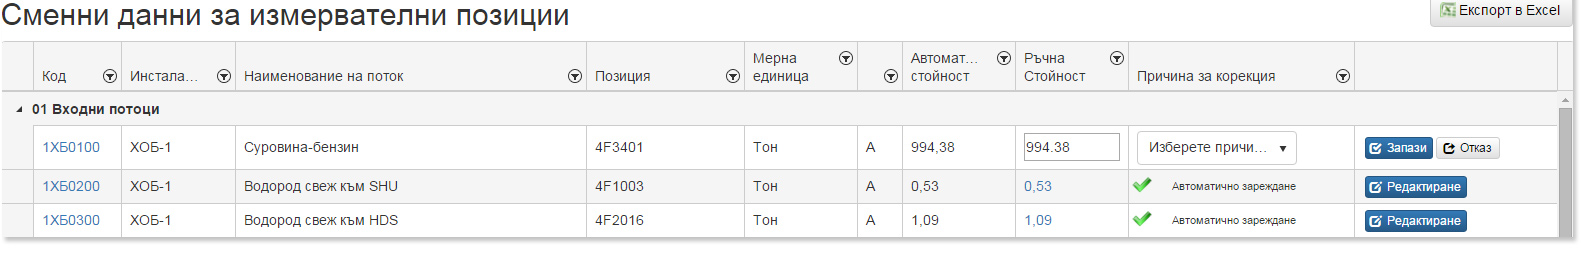 Сменни данни за измервателни позиции
Експорт в Excel
Код Инстала... Наименование на поток Позиция Мерна единица Автомат... стойност Ръчна Стойност Причина за корекция
01 Входни потоци
1ХБ0100 ХОБ-1 Суровина-бензин 4F3401 Тон А 994,38 994.38 Изберете причи... Запази Отказ
1ХБ0200 ХОБ-1 Водород свеж към SHU 4F1003 Тон А 0,53 0,53 Автоматично зареждане Редактиране
1ХБ0300 ХОБ-1 Водород свеж към HDS 4F2016 Тон А 1,09 1,09 Автоматично зареждане Редактиране